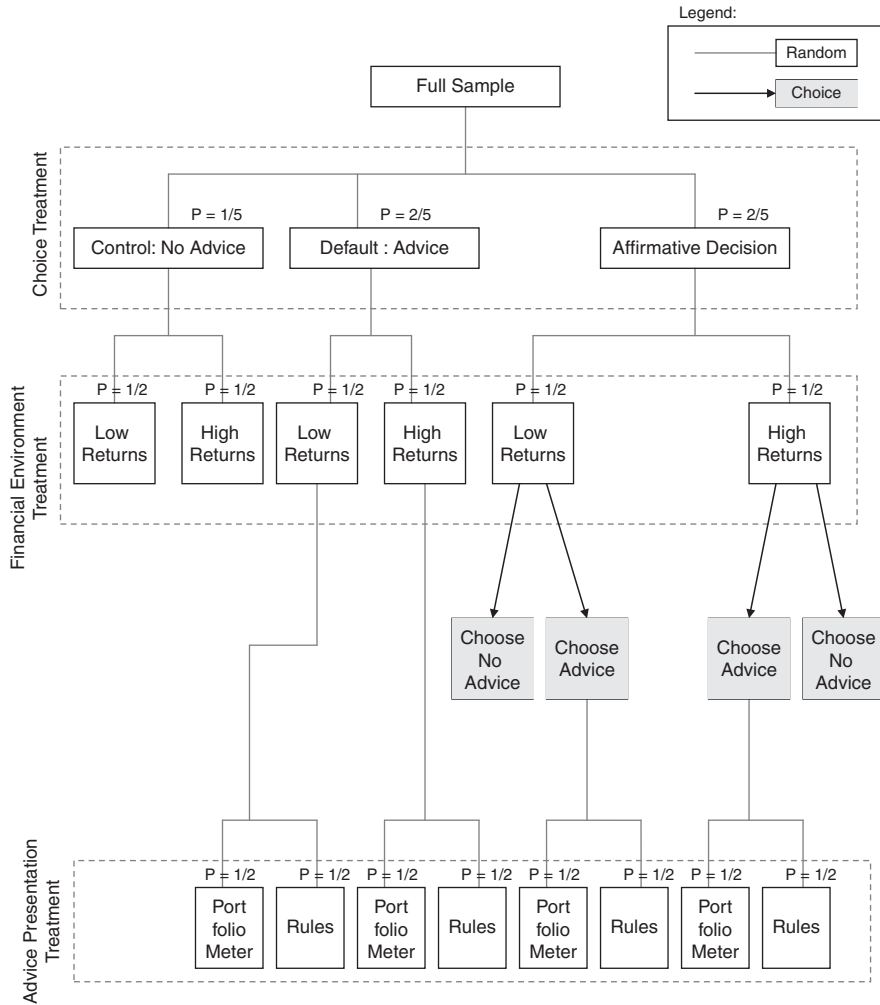 Legend:
Random
Choice
Full Sample
Choice Treatment
P = 1/5
P = 2/5
P = 2/5
Control: No Advice
Default : Advice
Affirmative Decision
Financial Environment
Treatment
P = 1/2
P = 1/2
P = 1/2
P = 1/2
P = 1/2
P = 1/2
Low
Returns
High
Returns
Low
Returns
High
Returns
Low
Returns
High
Returns
Choose
No
Advice
Choose
Advice
Choose
Advice
Choose
No
Advice
Advice Presentation
Treatment
P = 1/2
P = 1/2
P = 1/2
P = 1/2
P = 1/2
P = 1/2
P = 1/2
P = 1/2
Port
folio
Meter
Rules
Port
folio
Meter
Rules
Port
folio
Meter
Rules
Port
folio
Meter
Rules